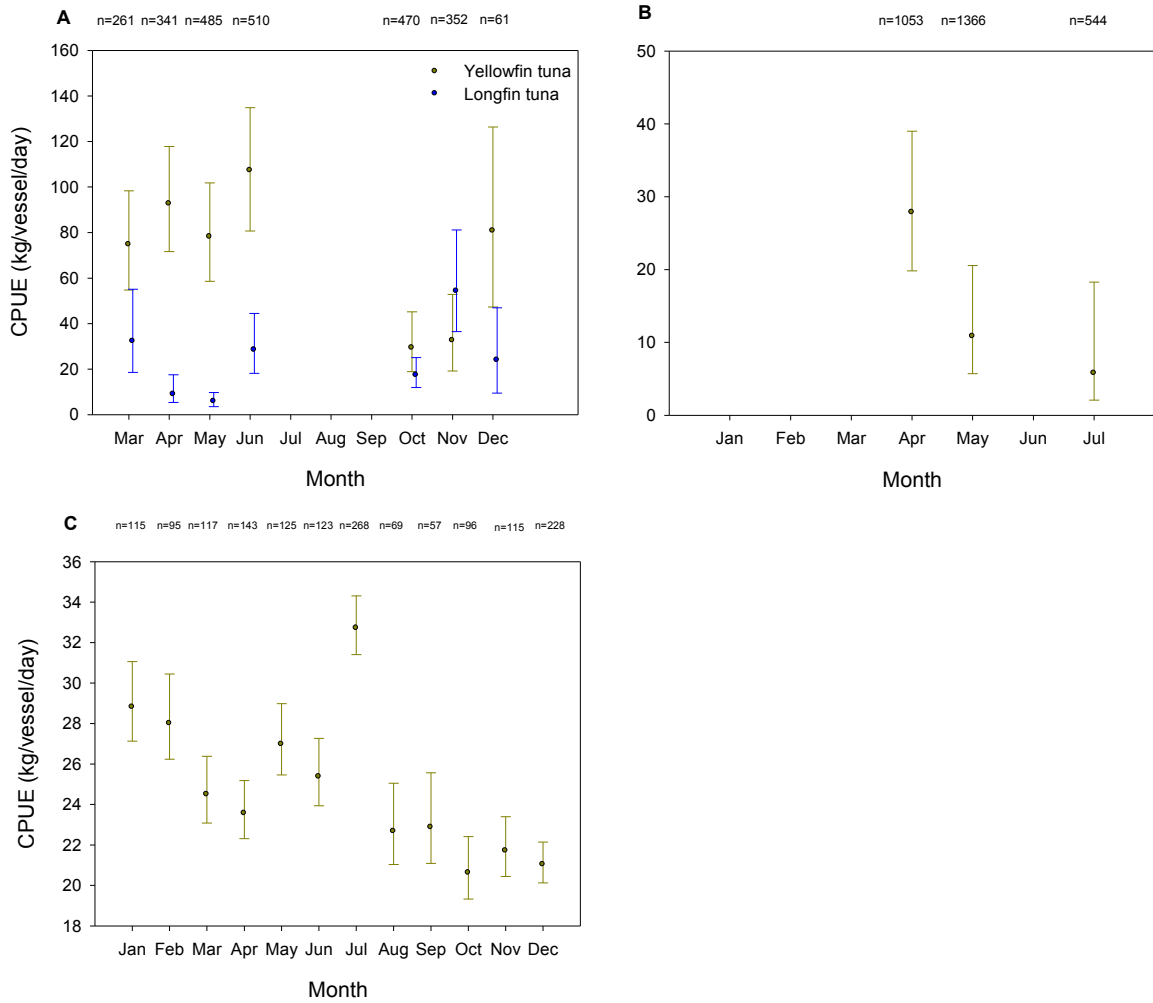 A
n=261 n=341 n=485 n=510 n=470 n=352 n=61
160
140
120
100
80
60
40
20
0
CPUE (kg/vessel/day)
Yellowfin tuna
Longfin tuna
Mar Apr May Jun Jul Aug Sep Oct Nov Dec
Month
B
n=1053 n=1366 n=544
50
40
30
20
10
0
Jan Feb Mar Apr May Jun Jul
Month
C
n=115 n=95 n=117 n=143 n=125 n=123 n=268 n=69 n=57 n=96 n=115 n=228
36
34
32
30
28
26
24
22
20
18
CPUE (kg/vessel/day)
Jan Feb Mar Apr May Jun Jul Aug Sep Oct Nov Dec
Month